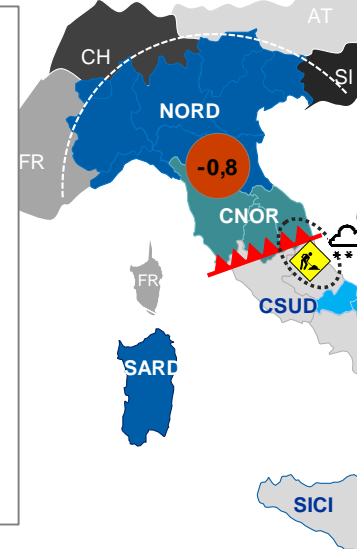 AT
CH
SI
NORD
FR
-0,8
CNOR
FR
CSUD
SARD
SICI